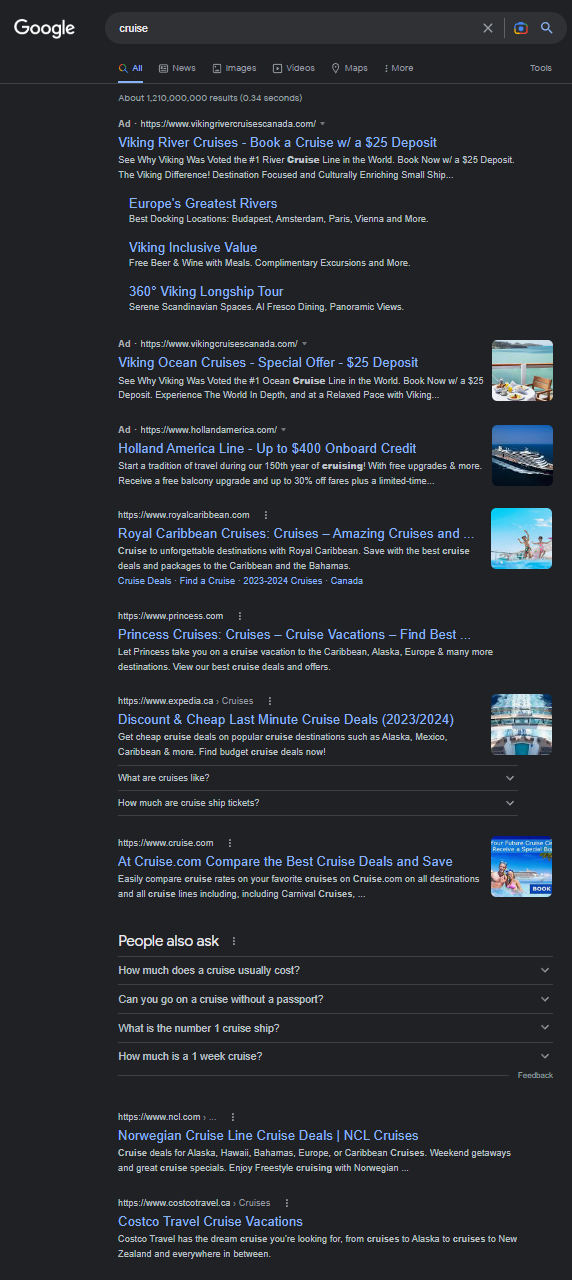 Google
cruise
All News Images Videos Maps More Tools
About 1,210,000,000 results (0.34 seconds)
Ad · https://www.vikingrivercruisescanada.com/
Viking River Cruises - Book a Cruise w/ a $25 Deposit
See Why Viking Was Voted the #1 River Cruise Line in the World. Book Now w/ a $25 Deposit.
The Viking Difference! Destination Focused and Culturally Enriching Small Ship...
Europe's Greatest Rivers
Best Docking Locations: Budapest, Amsterdam, Paris, Vienna and More.
Viking Inclusive Value
Free Beer & Wine with Meals. Complimentary Excursions and More.
360° Viking Longship Tour
Serene Scandinavian Spaces. Al Fresco Dining, Panoramic Views.
Ad · https://www.vikingcruisescanada.com/
Viking Ocean Cruises - Special Offer - $25 Deposit
See Why Viking Was Voted the #1 Ocean Cruise Line in the World. Book Now w/ a $25
Deposit. Experience The World In Depth, and at a Relaxed Pace with Viking...
Ad · https://www.hollandamerica.com/
Holland America Line - Up to $400 Onboard Credit
Start a tradition of travel during our 150th year of cruising! With free upgrades & more.
Receive a free balcony upgrade and up to 30% off fares plus a limited-time...
https://www.royalcaribbean.com
Royal Caribbean Cruises: Cruises – Amazing Cruises and ...
Cruise to unforgettable destinations with Royal Caribbean. Save with the best cruise
deals and packages to the Caribbean and the Bahamas.
Cruise Deals · Find a Cruise · 2023-2024 Cruises · Canada
https://www.princess.com
Princess Cruises: Cruises – Cruise Vacations – Find Best ...
Let Princess take you on a cruise vacation to the Caribbean, Alaska, Europe & many more
destinations. View our best cruise deals and offers.
https://www.expedia.ca › Cruises
Discount & Cheap Last Minute Cruise Deals (2023/2024)
Get cheap cruise deals on popular cruise destinations such as Alaska, Mexico,
Caribbean & more. Find budget cruise deals now!
What are cruises like?
How much are cruise ship tickets?
https://www.cruise.com
At Cruise.com Compare the Best Cruise Deals and Save
Easily compare cruise rates on your favorite cruises on Cruise.com on all destinations
and all cruise lines including, including Carnival Cruises, ...
Your Future Cruise
Receive a Special
BOOK
People also ask
How much does a cruise usually cost?
Can you go on a cruise without a passport?
What is the number 1 cruise ship?
How much is a 1 week cruise?
Feedback
https://www.ncl.com › ...
Norwegian Cruise Line Cruise Deals | NCL Cruises
Cruise deals for Alaska, Hawaii, Bahamas, Europe, or Caribbean Cruises. Weekend getaways
and great cruise specials. Enjoy Freestyle cruising with Norwegian ...
https://www.costcotravel.ca › Cruises
Costco Travel Cruise Vacations
Costco Travel has the dream cruise you're looking for, from cruises to Alaska to cruises to New
Zealand and everywhere in between.